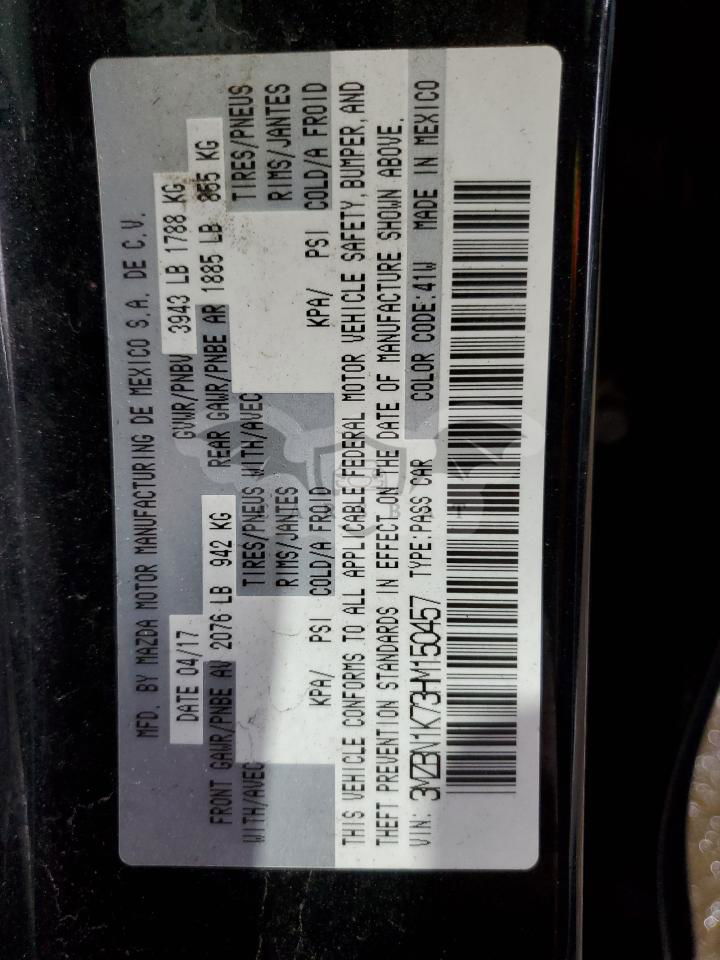 MFD. BY MAZDA MOTOR MANUFACTURING DE MEXICO S.A. DE C.V.
DATE 04/17 GVWR/PNBV 3943 LB 1788 KG
FRONT GAWR/PNBE AV 2076 LB 942 KG REAR GAWR/PNBE AR 1885 LB 855 KG
WITH/AVEC TIRES/PNEUS WITH/AVEC TIRES/PNEUS
RIMS/JANTES RIMS/JANTES
KPA/ PSI COLD/A FROID KPA/ PSI COLD/A FROID
THIS VEHICLE CONFORMS TO ALL APPLICABLE FEDERAL MOTOR VEHICLE SAFETY, BUMPER, AND
THEFT PREVENTION STANDARDS IN EFFECT ON THE DATE OF MANUFACTURE SHOWN ABOVE.
VIN: 3MZBN1K73HM150457 TYPE:PASS CAR COLOR CODE:41W MADE IN MEXICO